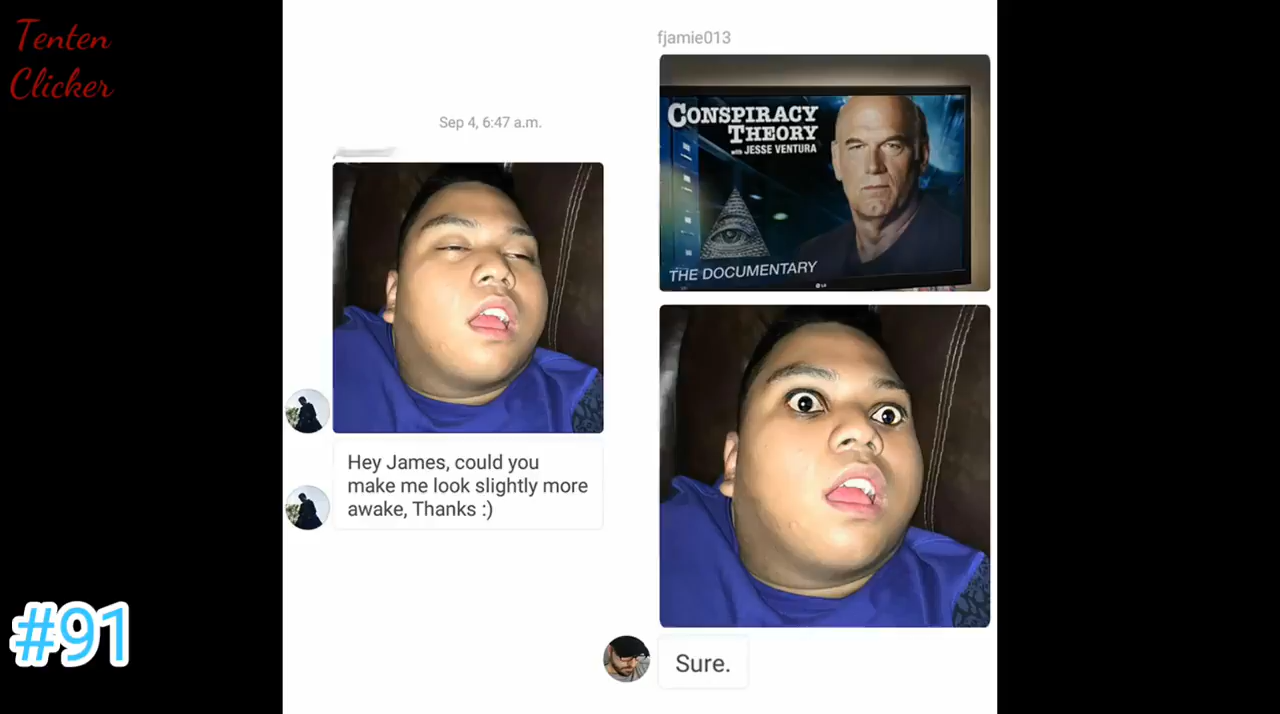 Tenten
Clicker
Sep 4, 6:47 a.m.
Hey James, could you
make me look slightly more
awake, Thanks :)
fjamie013
CONSPIRACY
THEORY
with JESSE VENTURA
THE DOCUMENTARY
LG
Sure.
#91